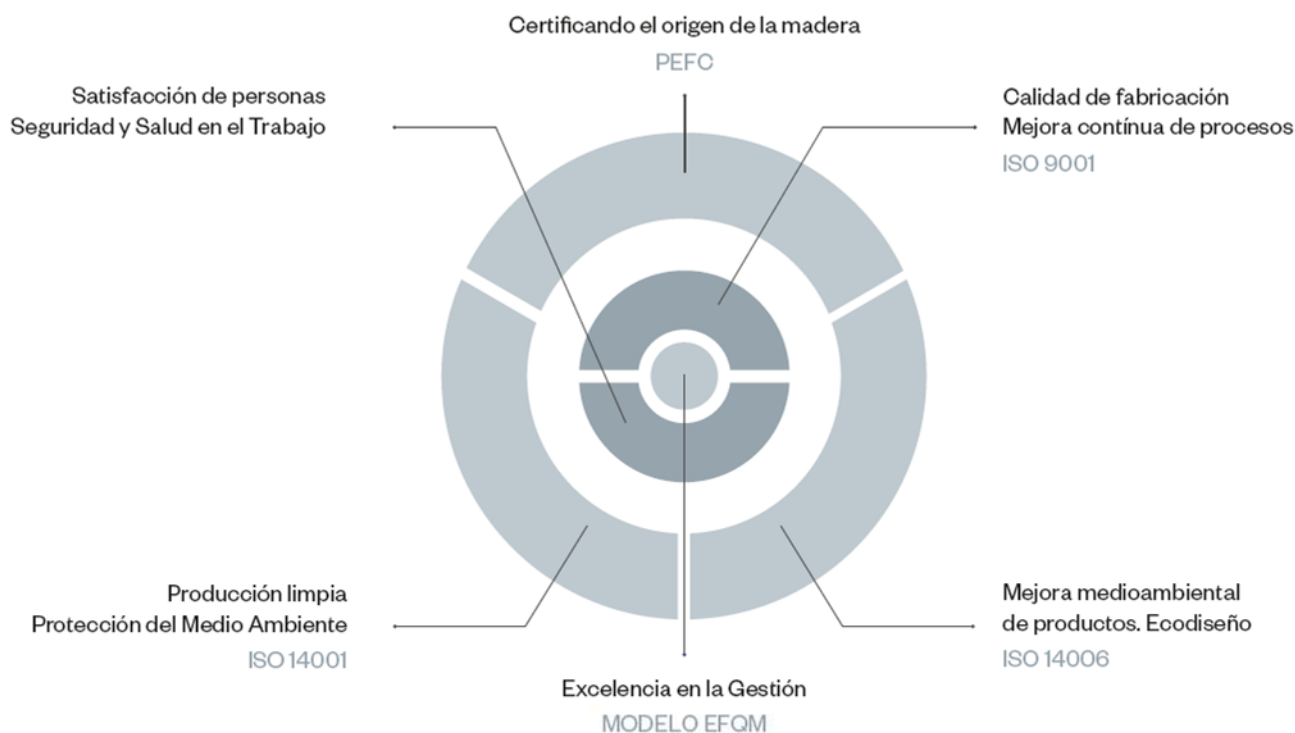 Certificando el origen de la madera
PEFC
Satisfacción de personas
Seguridad y Salud en el Trabajo
Calidad de fabricación
Mejora contínua de procesos
ISO 9001
Producción limpia
Protección del Medio Ambiente
ISO 14001
Mejora medioambiental
de productos. Ecodiseño
ISO 14006
Excelencia en la Gestión
MODELO EFQM